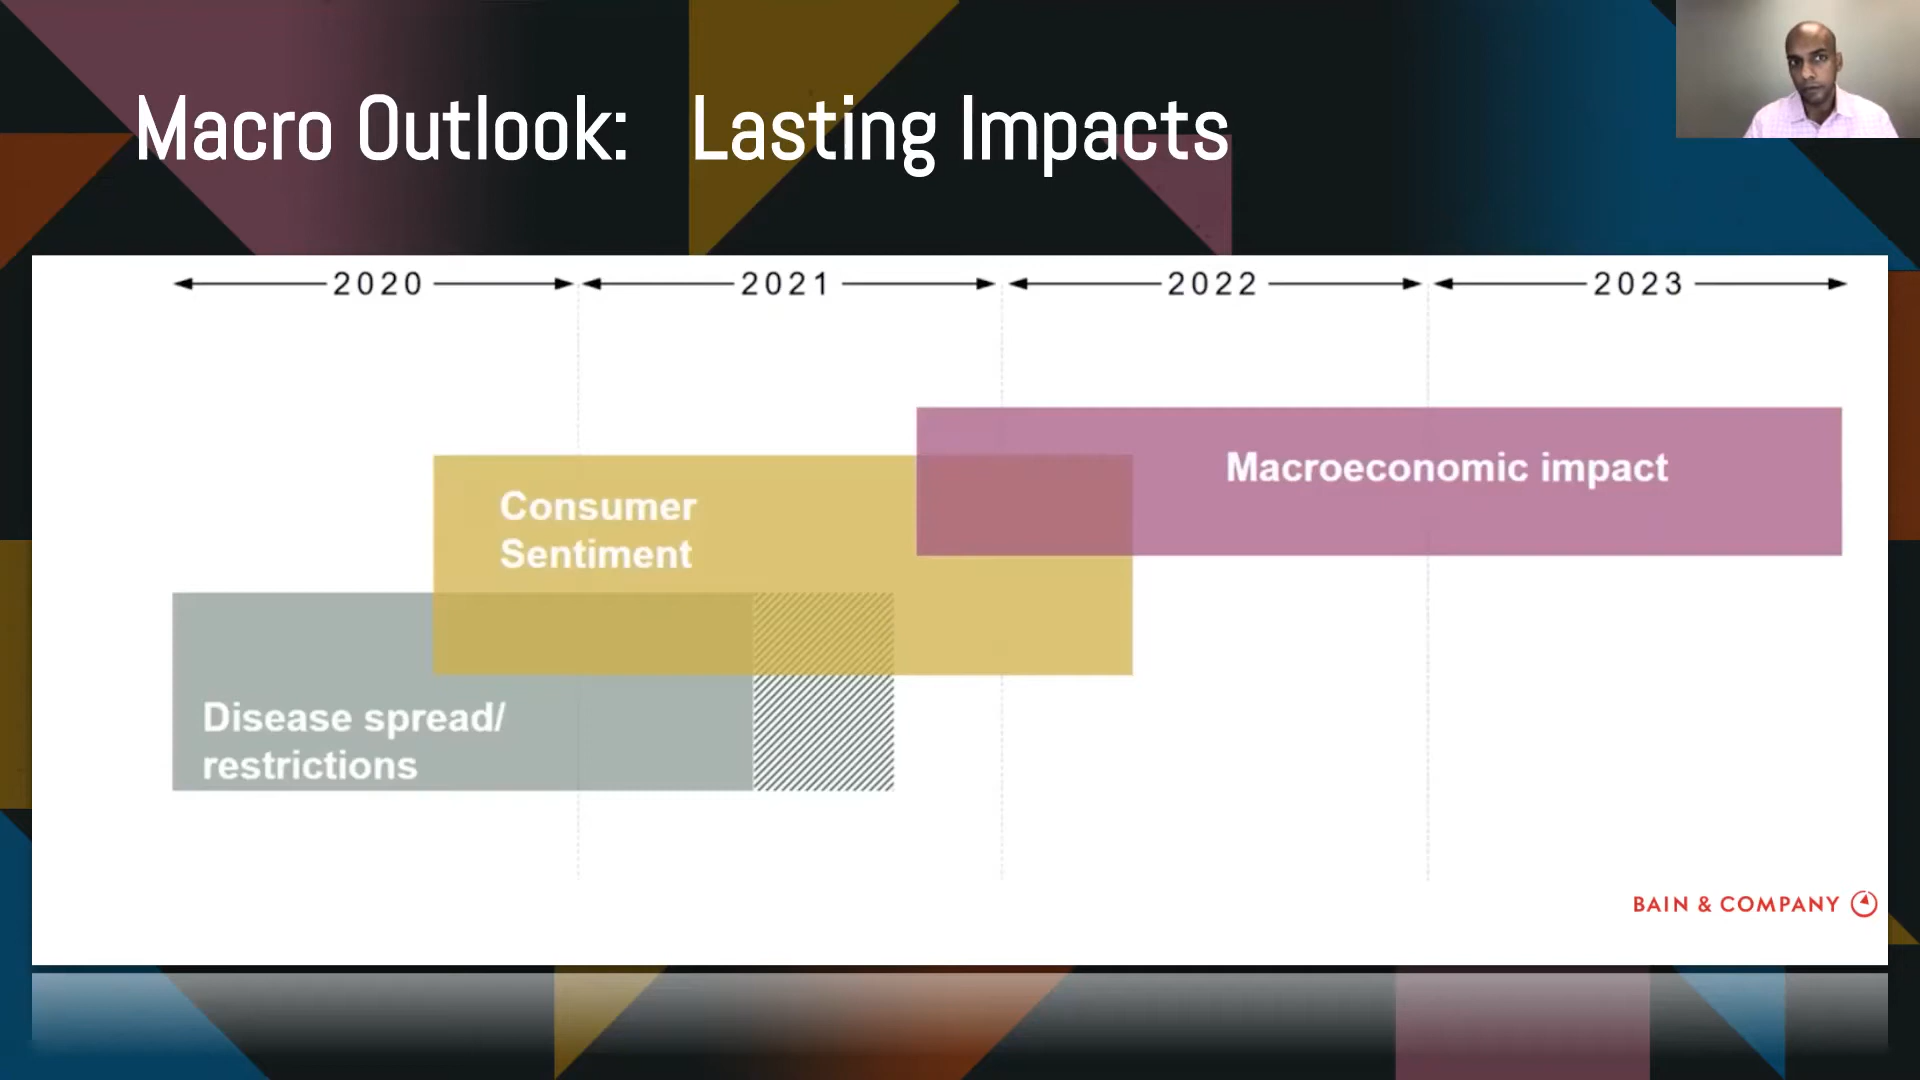 Macro Outlook: Lasting Impacts
2020 2021 2022 2023
Macroeconomic impact
Consumer
Sentiment
Disease spread/
restrictions
BAIN & COMPANY